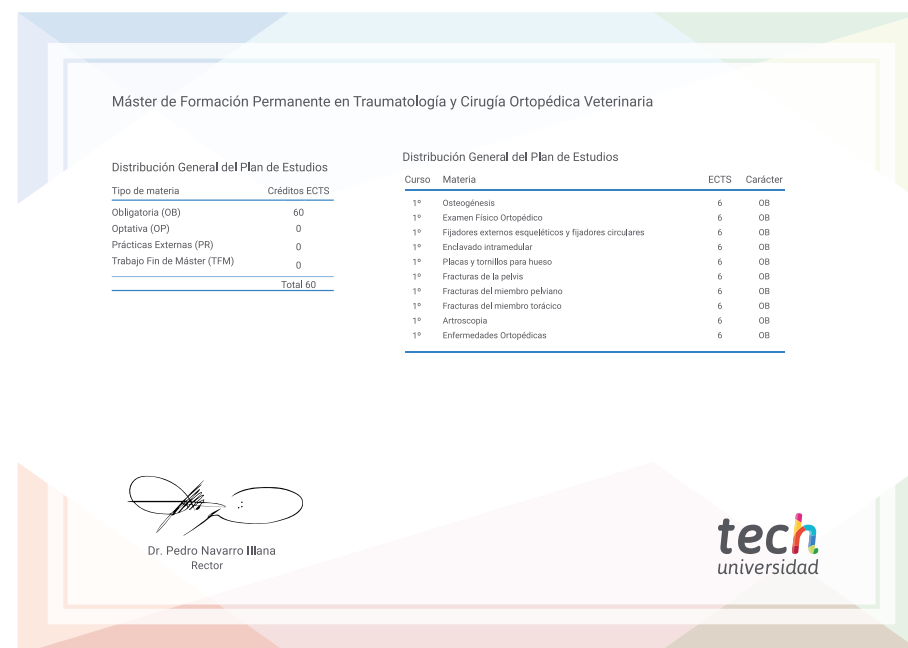 Máster de Formación Permanente en Traumatología y Cirugía Ortopédica Veterinaria
Distribución General del Plan de Estudios
Tipo de materia Créditos ECTS
Obligatoria (OB) 60
Optativa (OP) 0
Prácticas Externas (PR) 0
Trabajo Fin de Máster (TFM) 0
Total 60
Distribución General del Plan de Estudios
Curso Materia ECTS Carácter
1º Osteogénesis 6 OB
1º Examen Físico Ortopédico 6 OB
1º Fijadores externos esqueléticos y fijadores circulares 6 OB
1º Enclavado intramedular 6 OB
1º Placas y tornillos para hueso 6 OB
1º Fracturas de la pelvis 6 OB
1º Fracturas del miembro pelviano 6 OB
1º Fracturas del miembro torácico 6 OB
1º Artroscopia 6 OB
1º Enfermedades Ortopédicas 6 OB
Dr. Pedro Navarro Illana
Rector
tech
universidad